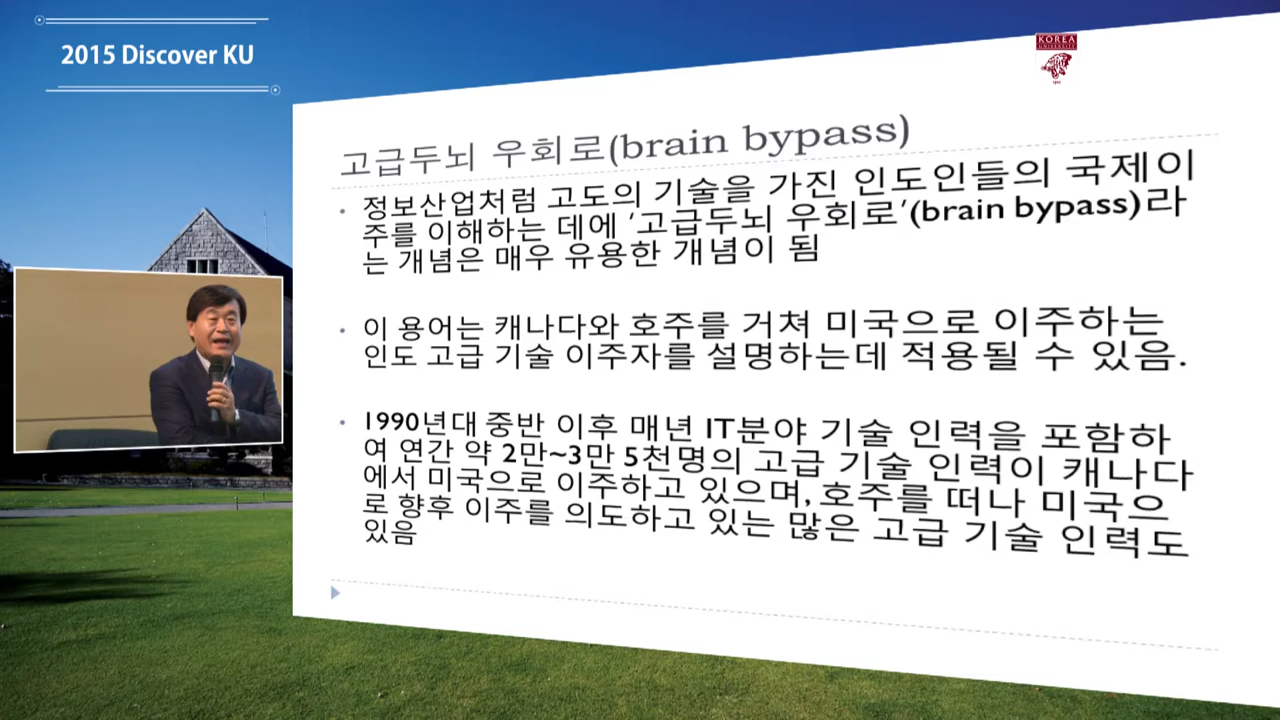 2015 Discover KU
KOREA
UNIVERSITY
고급두뇌 우회로(brain bypass)
• 정보산업처럼 고도의 기술을 가진 인도인들의 국제이
주를 이해하는 데에 ‘고급두뇌 우회로’(brain bypass)라
는 개념은 매우 유용한 개념이 됨
• 이 용어는 캐나다와 호주를 거쳐 미국으로 이주하는
인도 고급 기술 이주자를 설명하는데 적용될 수 있음.
• 1990년대 중반 이후 매년 IT분야 기술 인력을 포함하
여 연간 약 2만~3만 5천명의 고급 기술 인력이 캐나다
에서 미국으로 이주하고 있으며, 호주를 떠나 미국으
로 향후 이주를 의도하고 있는 많은 고급 기술 인력도
있음